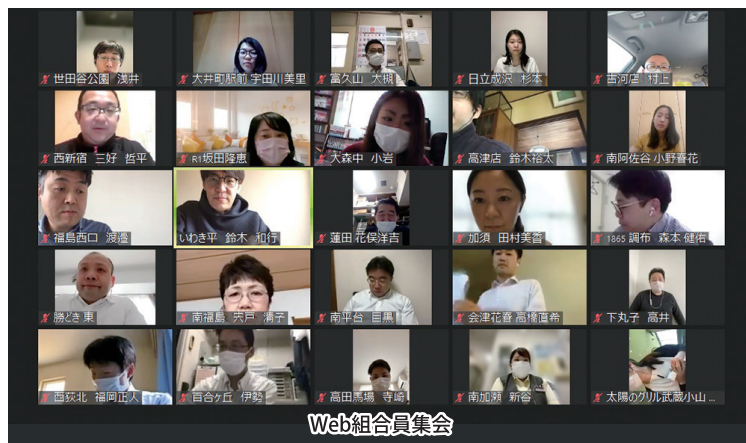 世田谷公園 浅井
大井町駅前 宇田川美里
富久山 大槻
日立成沢 杉本
古河店 村上
西新宿 三好 哲平
R1坂田隆恵
大森中 小岩
高津店 鈴木裕太
南阿佐谷 小野春花
福島西口 渡邉
いわき平 鈴木 和行
蓮田 花俣洋吉
加須 田村美香
1865 調布 森本 健佑
勝どき 東
南福島 宍戸 清子
南平台 目黒
会津花春 高橋直希
下丸子 高井
西荻北 福岡正人
百合ヶ丘 伊勢
高田馬場 寺崎
南加瀬 新谷
太陽のグリル武蔵小山 ...
Web組合員集会